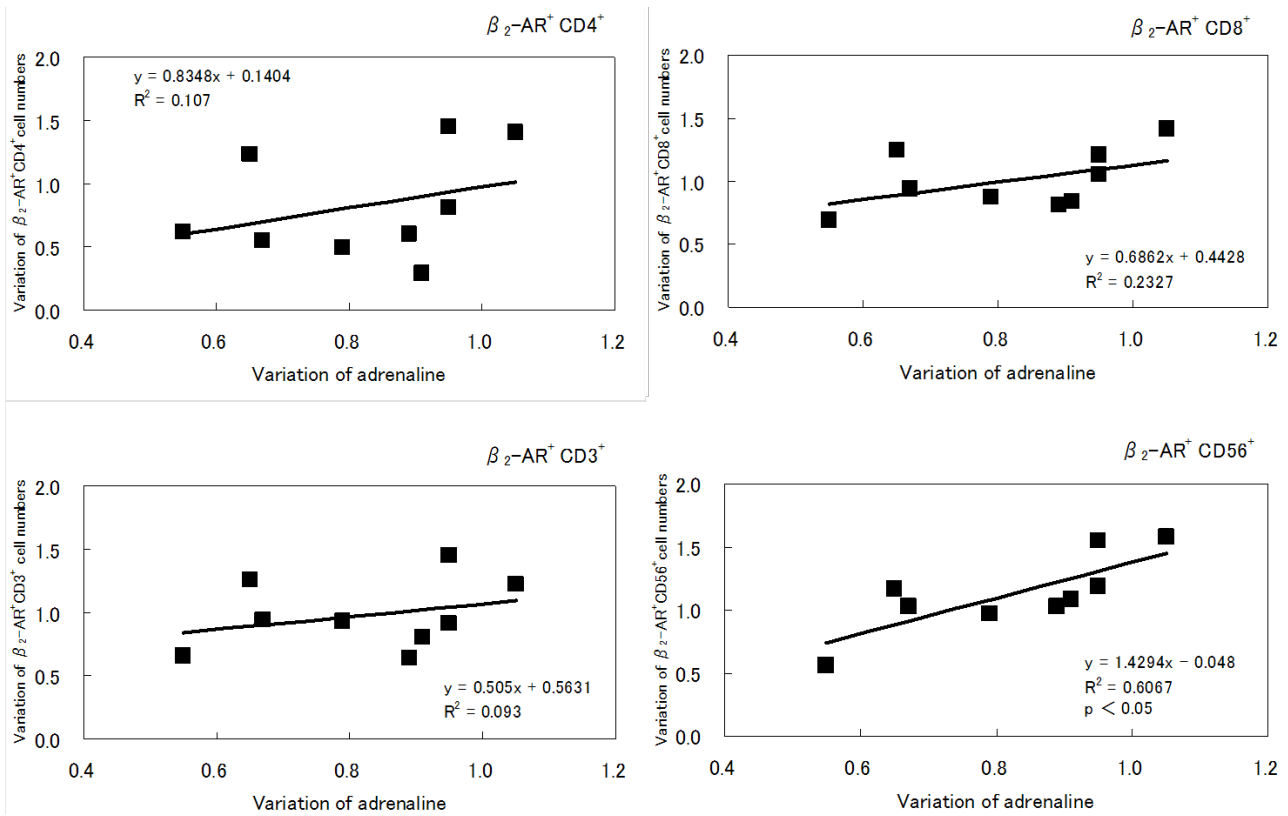 β₂-AR⁺ CD4⁺
y = 0.8348x + 0.1404
R² = 0.107
Variation of β₂-AR⁺CD4⁺cell numbers
2.0
1.5
1.0
0.5
0.0
0.4 0.6 0.8 1.0 1.2
Variation of adrenaline
β₂-AR⁺ CD8⁺
Variation of β₂-AR⁺CD8⁺cell numbers
2.0
1.5
1.0
0.5
0.0
y = 0.6862x + 0.4428
R² = 0.2327
0.4 0.6 0.8 1.0 1.2
Variation of adrenaline
β₂-AR⁺ CD3⁺
Variation of β₂-AR⁺CD3⁺ cell numbers
2.0
1.5
1.0
0.5
0.0
y = 0.505x + 0.5631
R² = 0.093
0.4 0.6 0.8 1.0 1.2
Variation of adrenaline
β₂-AR⁺ CD56⁺
Variation of β₂-AR⁺CD56⁺cell numbers
2.0
1.5
1.0
0.5
0.0
y = 1.4294x - 0.048
R² = 0.6067
p < 0.05
0.4 0.6 0.8 1.0 1.2
Variation of adrenaline